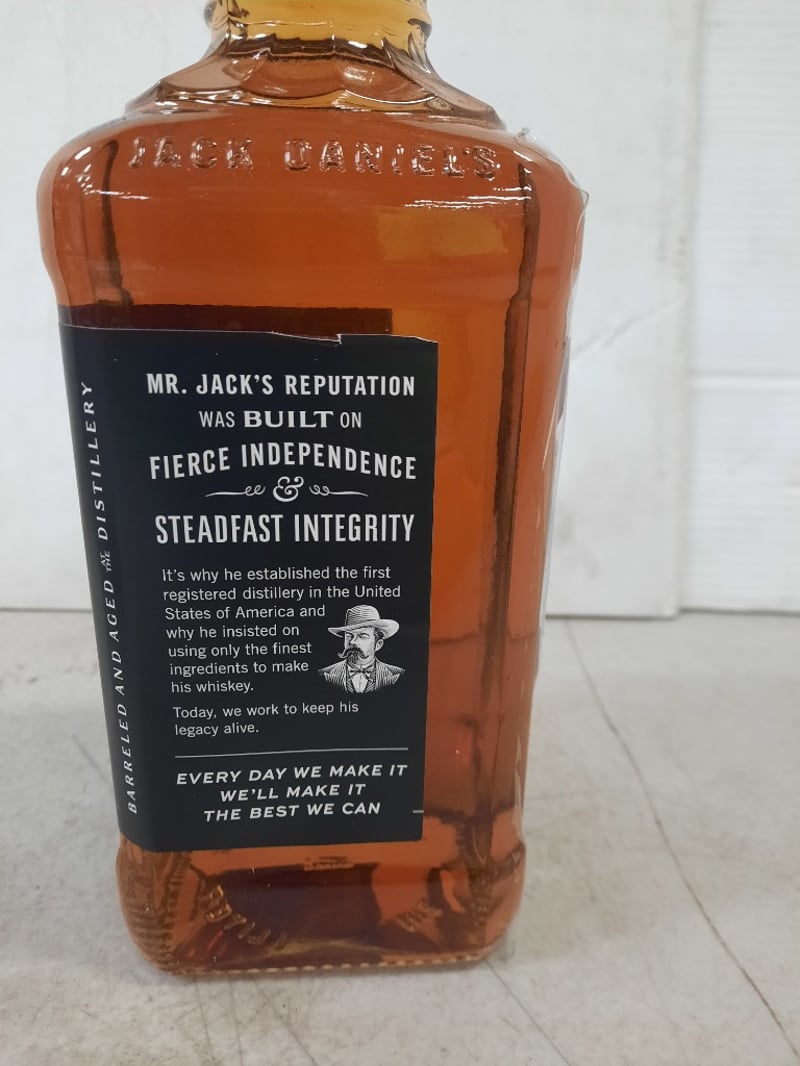 JACK DANIEL'S
MR. JACK'S REPUTATION
WAS BUILT ON
FIERCE INDEPENDENCE
&
STEADFAST INTEGRITY
It's why he established the first
registered distillery in the United
States of America and
why he insisted on
using only the finest
ingredients to make
his whiskey.
Today, we work to keep his
legacy alive.
EVERY DAY WE MAKE IT
WE'LL MAKE IT
THE BEST WE CAN
BARRELED AND AGED AT THE DISTILLERY